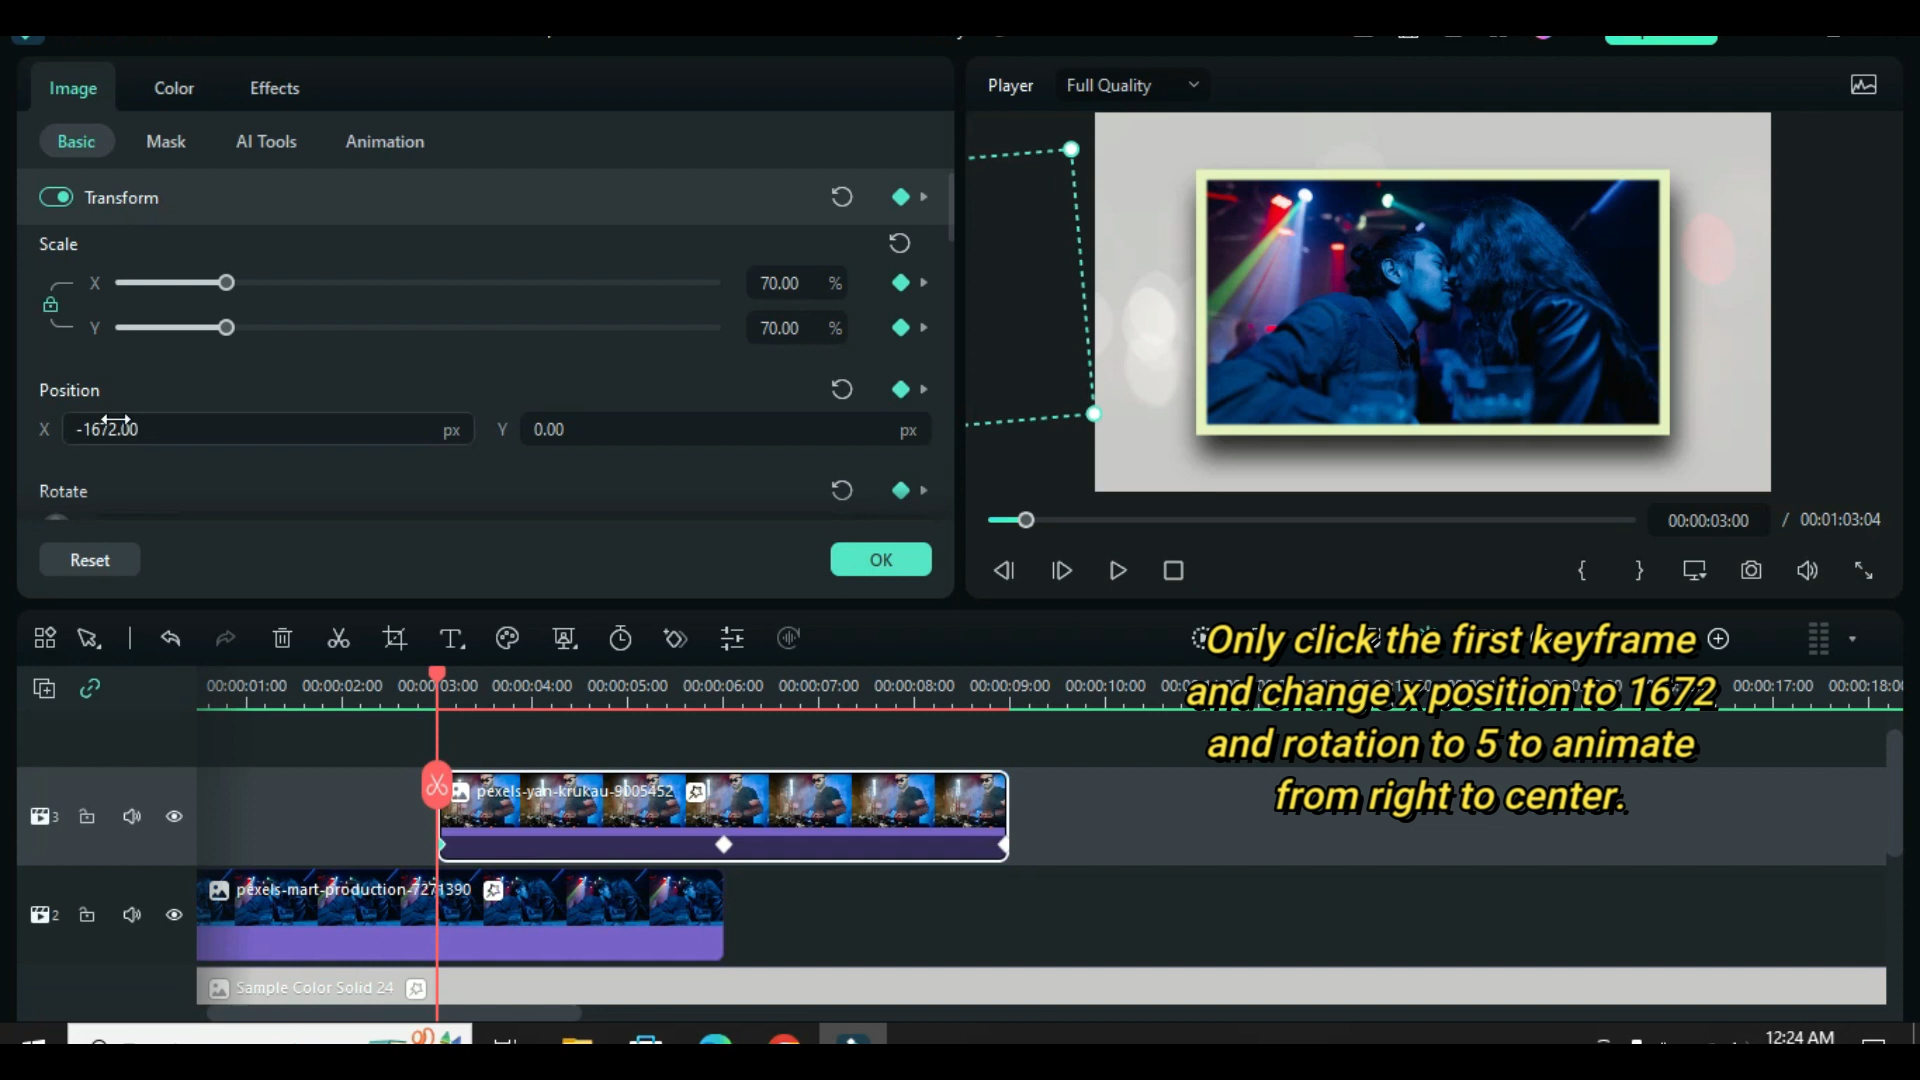 Image Color Effects
Player Full Quality
Basic Mask AI Tools Animation
Transform
Scale
X 70.00 %
Y 70.00 %
Position
X -1672.00 px Y 0.00 px
Rotate
00:00:03:00 / 00:01:03:04
Reset OK
Only click the first keyframe
and change x position to 1672
and rotation to 5 to animate
from right to center.
00:00:01:00 00:00:02:00 00:00:03:00 00:00:04:00 00:00:05:00 00:00:06:00 00:00:07:00 00:00:08:00 00:00:09:00 00:00:10:00 00:00:17:00 00:00:18:00
pexels-yan-krukau-9005452
3
pexels-mart-production-7271390
2
Sample Color Solid 24
12:24 AM